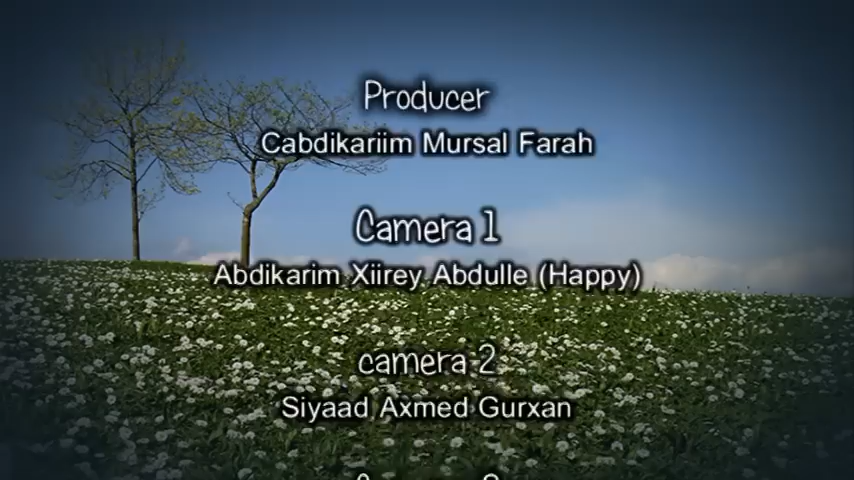 Producer
Cabdikariim Mursal Farah
Camera 1
Abdikarim Xiirey Abdulle (Happy)
camera 2
Siyaad Axmed Gurxan